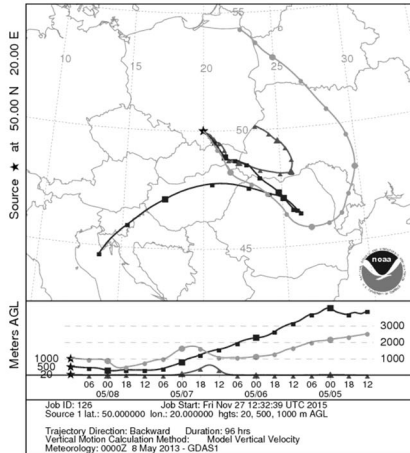 55
10
15
20
25
30
50
45
Source ★ at 50.00 N 20.00 E
noaa
Meters AGL
3000
2000
1000
1000
500
20
06 00 18 12 06 00 18 12 06 00 18 12 06 00 18 12
05/08 05/07 05/06 05/05
Job ID: 126 Job Start: Fri Nov 27 12:32:39 UTC 2015
Source 1 lat.: 50.000000 lon.: 20.000000 hgts: 20, 500, 1000 m AGL
Trajectory Direction: Backward Duration: 96 hrs
Vertical Motion Calculation Method: Model Vertical Velocity
Meteorology: 0000Z 8 May 2013 - GDAS1